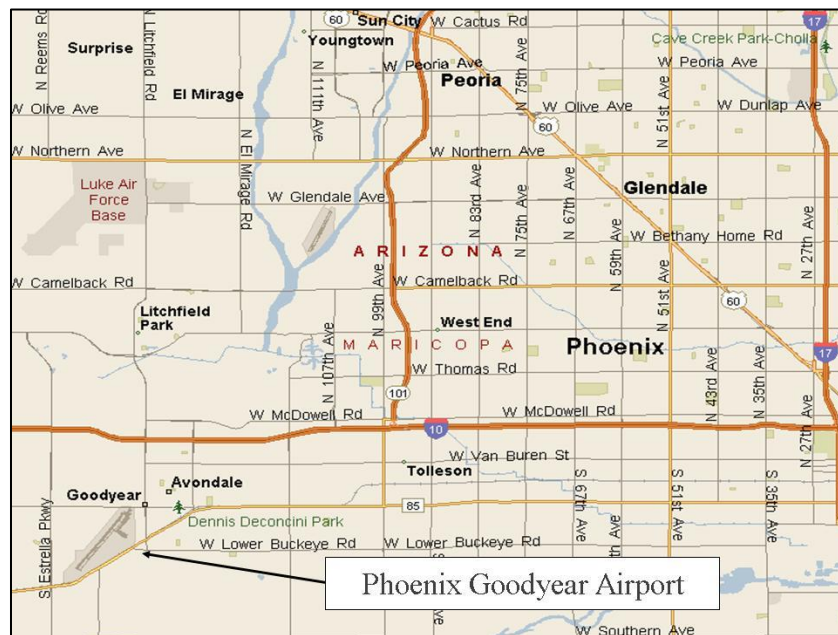 N Reems Rd
N Litchfield Rd
60
Sun City
W Cactus Rd
17
Surprise
Youngtown
N 75th Ave
Cave Creek Park-Cholla
W Peoria Ave
W Peoria Ave
N 111th Ave
Peoria
El Mirage
N 51st Ave
W Olive Ave
W Olive Ave
W Dunlap Ave
60
N El Mirage Rd
W Northern Ave
W Northern Ave
Luke Air
Force
Base
W Glendale Ave
N 83rd Ave
N 75th Ave
N 67th Ave
Glendale
N 59th Ave
W Bethany Home Rd
N 27th Ave
ARIZONA
W Camelback Rd
N 99th Ave
W Camelback Rd
N 51st Ave
60
Litchfield
Park
West End
N 107th Ave
MARICOPA
Phoenix
N 43rd Ave
N 35th Ave
17
W Thomas Rd
101
W McDowell Rd
W McDowell Rd
N 27th Ave
10
W Van Buren St
Tolleson
Avondale
Goodyear
S 67th Ave
S 51st Ave
S 35th Ave
85
Dennis Deconcini Park
S Estrella Pkwy
W Lower Buckeye Rd
W Lower Buckeye Rd
Phoenix Goodyear Airport
W Southern Ave